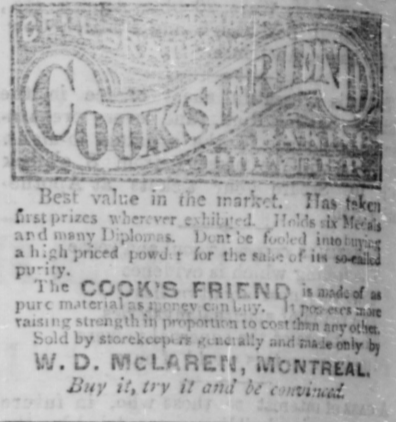 CELEBRATED
COOK'S FRIEND
BAKING
POWDER
Best value in the market. Has taken
first prizes wherever exhibited. Holds six Medals
and many Diplomas. Dont be fooled into buying
a high priced powder for the sake of its so-called
purity.
The COOK'S FRIEND is made of as
pure material as money can buy. It possesses more
raising strength in proportion to cost than any other.
Sold by storekeepers generally and made only by
W. D. McLAREN, MONTREAL.
Buy it, try it and be convinced.